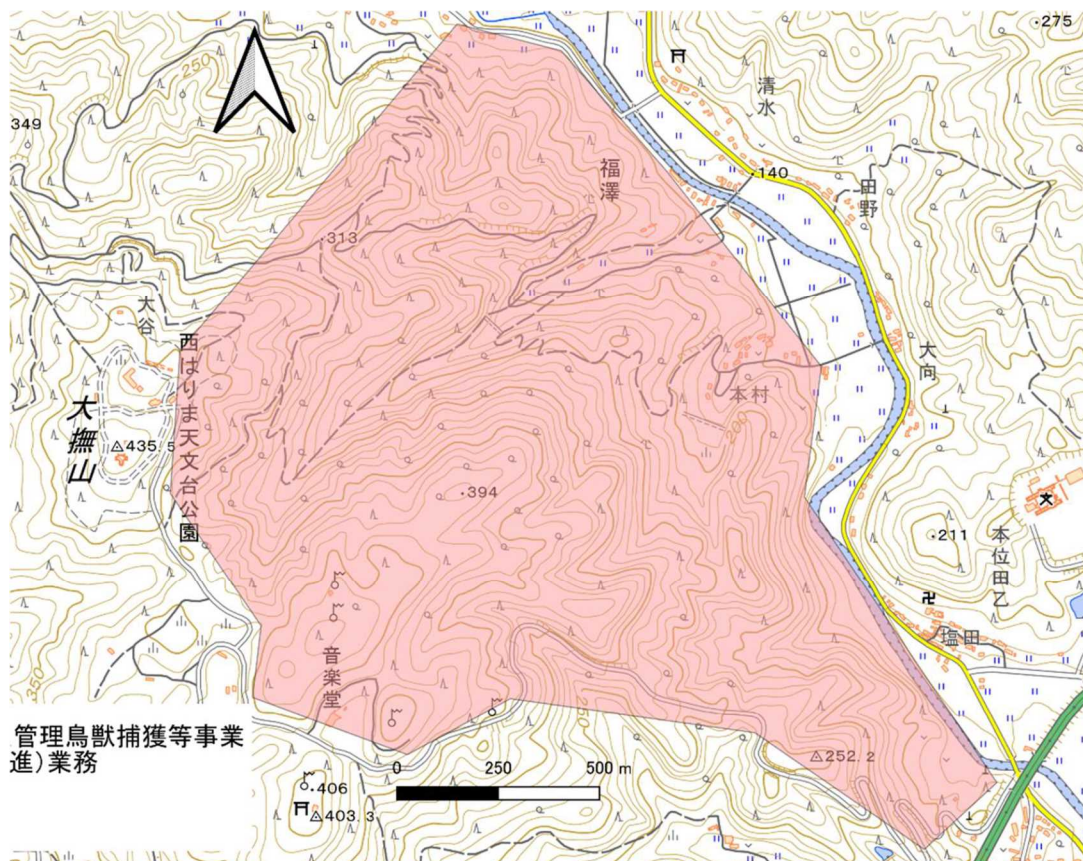 275
250
清水
349
140
福澤
田野
313
大谷
西はりま天文台公園
大向
本村
200
大撫山
435.5
394
211
本位田乙
塩田
音楽堂
350
250
管理鳥獣捕獲等事業
進)業務
252.2
0 250 500 m
406
403.3